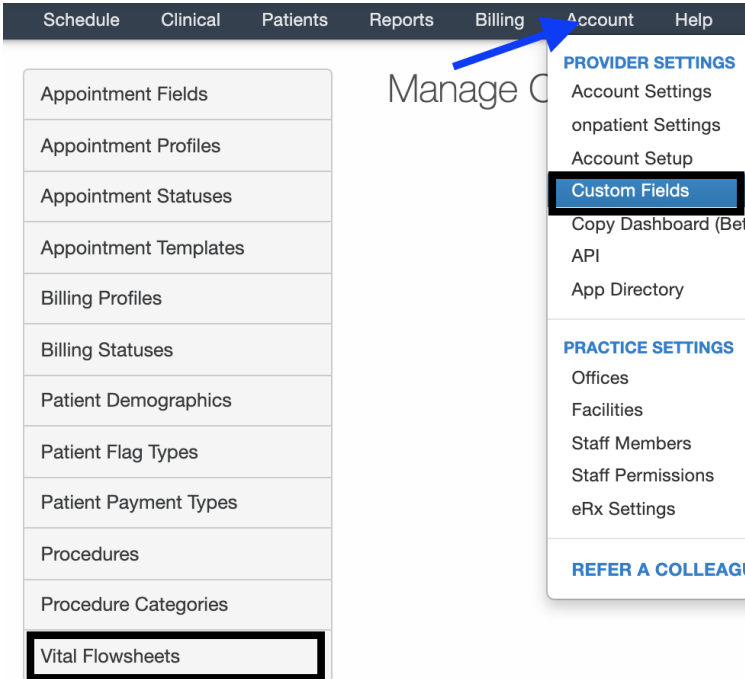 Schedule Clinical Patients Reports Billing Account Help
Appointment Fields
Appointment Profiles
Appointment Statuses
Appointment Templates
Billing Profiles
Billing Statuses
Patient Demographics
Patient Flag Types
Patient Payment Types
Procedures
Procedure Categories
Vital Flowsheets
Manage C
PROVIDER SETTINGS
Account Settings
onpatient Settings
Account Setup
Custom Fields
Copy Dashboard (Bet
API
App Directory
PRACTICE SETTINGS
Offices
Facilities
Staff Members
Staff Permissions
eRx Settings
REFER A COLLEAGU